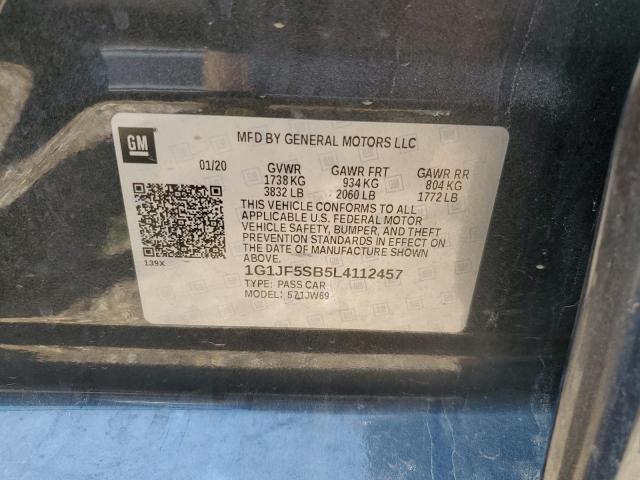 GM
MFD BY GENERAL MOTORS LLC
01/20 GVWR GAWR FRT GAWR RR
1738 KG 934 KG 804 KG
3832 LB 2060 LB 1772 LB
THIS VEHICLE CONFORMS TO ALL
APPLICABLE U.S. FEDERAL MOTOR
VEHICLE SAFETY, BUMPER, AND THEFT
PREVENTION STANDARDS IN EFFECT ON
THE DATE OF MANUFACTURE SHOWN
ABOVE.
139X
1G1JF5SB5L4112457
TYPE: PASS CAR
MODEL: 571JW69